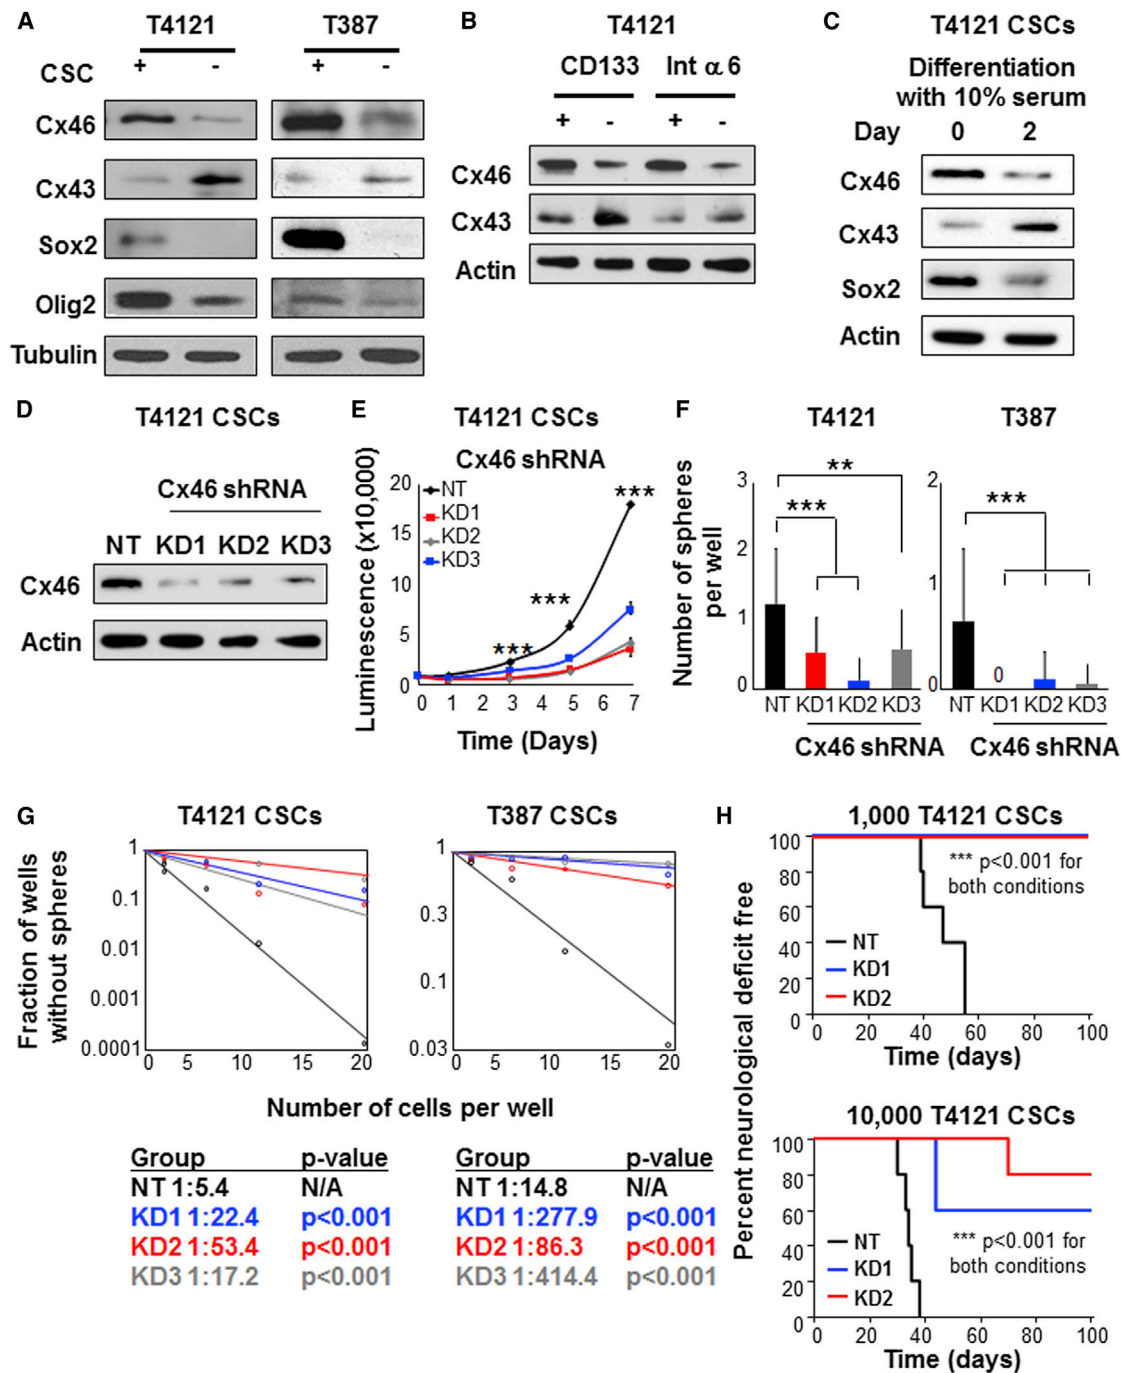 A
T4121 T387
CSC + - + -
Cx46
Cx43
Sox2
Olig2
Tubulin
B
T4121
CD133 Int α6
+ - + -
Cx46
Cx43
Actin
C
T4121 CSCs
Differentiation
with 10% serum
Day 0 2
Cx46
Cx43
Sox2
Actin
D
T4121 CSCs
Cx46 shRNA
NT KD1 KD2 KD3
Cx46
Actin
E
T4121 CSCs
Cx46 shRNA
Luminescence (x10,000)
20
15
10
5
0
NT
KD1
KD2
KD3
***
***
***
0 1 2 3 4 5 6 7
Time (Days)
F
T4121 T387
Number of spheres
per well
3
2
1
0
**
***
NT KD1 KD2 KD3
Cx46 shRNA
2
1
0
***
0
NT KD1 KD2 KD3
Cx46 shRNA
G
T4121 CSCs T387 CSCs
Fraction of wells
without spheres
1
0.1
0.01
0.001
0.0001
0 5 10 15 20
1
0.3
0.1
0.03
0 5 10 15 20
Number of cells per well
Group p-value
NT 1:5.4 N/A
KD1 1:22.4 p<0.001
KD2 1:53.4 p<0.001
KD3 1:17.2 p<0.001
Group p-value
NT 1:14.8 N/A
KD1 1:277.9 p<0.001
KD2 1:86.3 p<0.001
KD3 1:414.4 p<0.001
H
Percent neurological deficit free
1,000 T4121 CSCs
100
80
60
40
20
0
*** p<0.001 for
both conditions
NT
KD1
KD2
0 20 40 60 80 100
Time (days)
10,000 T4121 CSCs
100
80
60
40
20
0
*** p<0.001 for
both conditions
NT
KD1
KD2
0 20 40 60 80 100
Time (days)